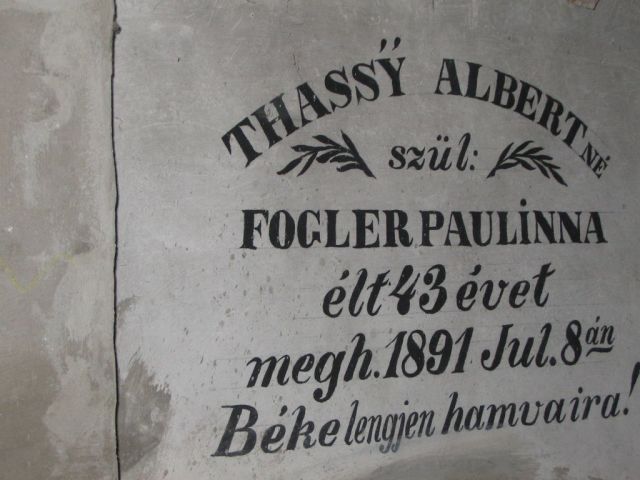 THASSŸ ALBERTNÉ
szül:
FOGLER PAULINNA
élt 43 évet
megh. 1891 Jul. 8án
Béke lengjen hamvaira!